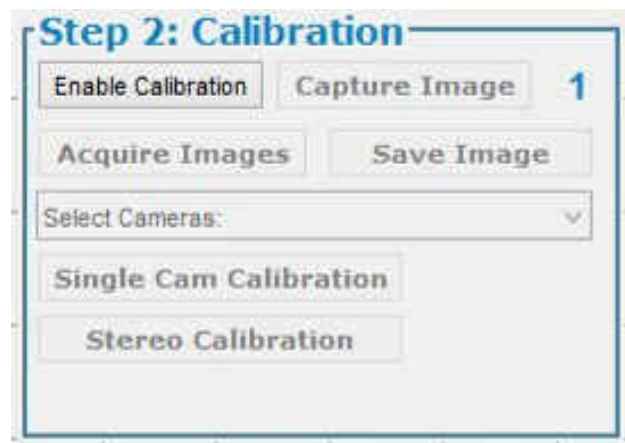 Step 2: Calibration
Enable Calibration Capture Image 1
Acquire Images Save Image
Select Cameras:
Single Cam Calibration
Stereo Calibration